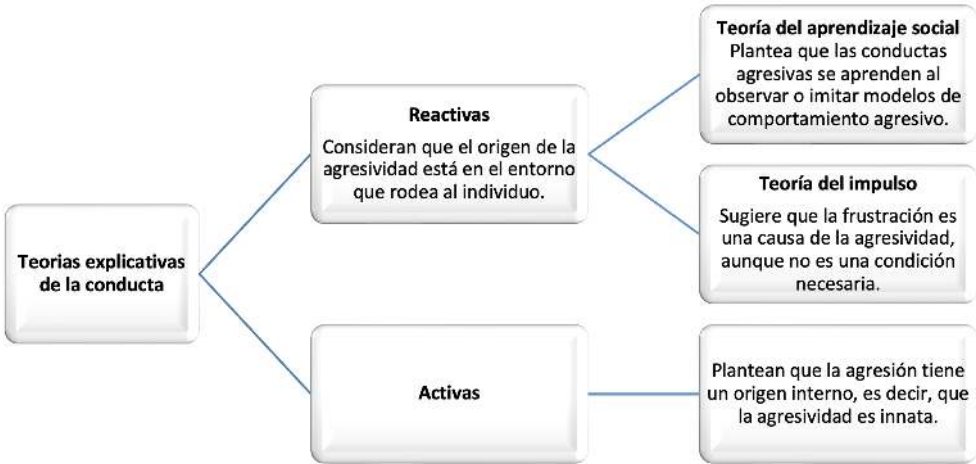 Teorias explicativas
de la conducta
Reactivas
Consideran que el origen de la
agresividad está en el entorno
que rodea al individuo.
Teoría del aprendizaje social
Plantea que las conductas
agresivas se aprenden al
observar o imitar modelos de
comportamiento agresivo.
Teoría del impulso
Sugiere que la frustración es
una causa de la agresividad,
aunque no es una condición
necesaria.
Activas
Plantean que la agresión tiene
un origen interno, es decir, que
la agresividad es innata.